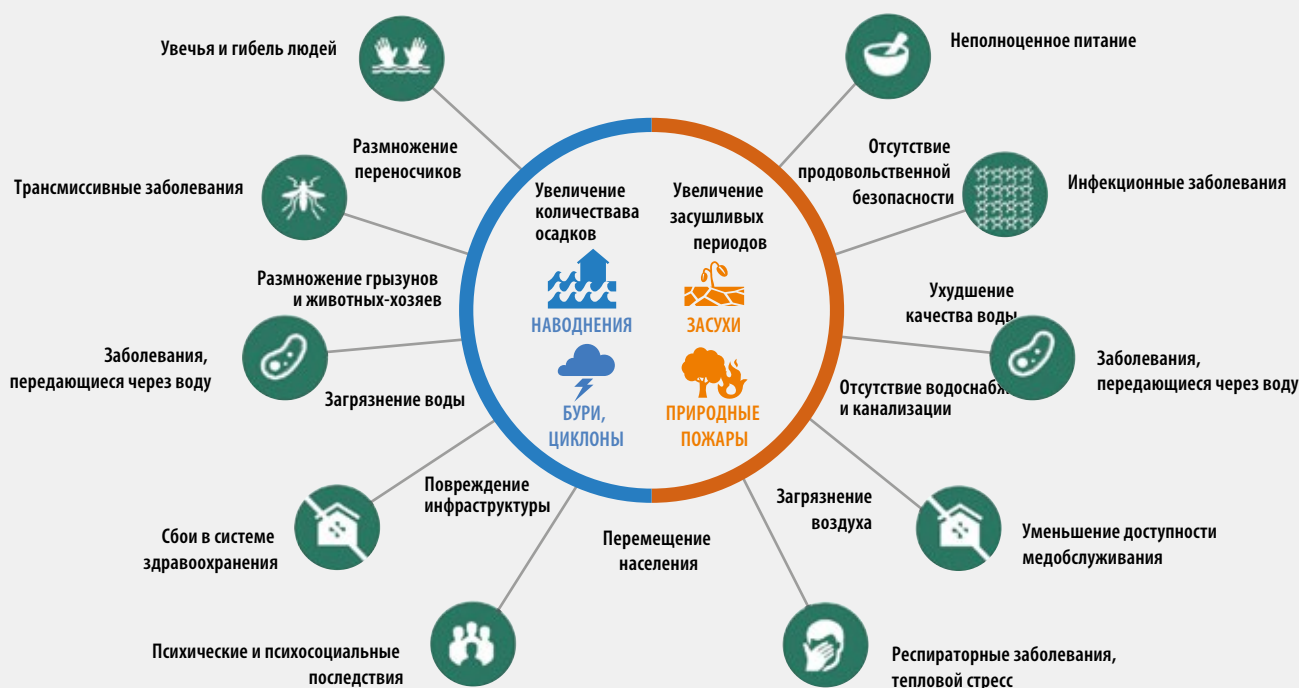 Увечья и гибель людей
Размножение
переносчиков
Трансмиссивные заболевания
Размножение грызунов
и животных-хозяев
Заболевания,
передающиеся через воду
Загрязнение воды
Повреждение
инфраструктуры
Сбои в системе
здравоохранения
Психические и психосоциальные
последствия
Увеличение
количествава
осадков
НАВОДНЕНИЯ
БУРИ,
ЦИКЛОНЫ
Увеличение
засушливых
периодов
ЗАСУХИ
ПРИРОДНЫЕ
ПОЖАРЫ
Перемещение
населения
Неполноценное питание
Отсутствие
продовольственной
безопасности
Инфекционные заболевания
Ухудшение
качества воды
Заболевания,
передающиеся через воду
Отсутствие
и канализации
Загрязнение
воздуха
Уменьшение доступности
медобслуживания
Респираторные заболевания,
тепловой стресс